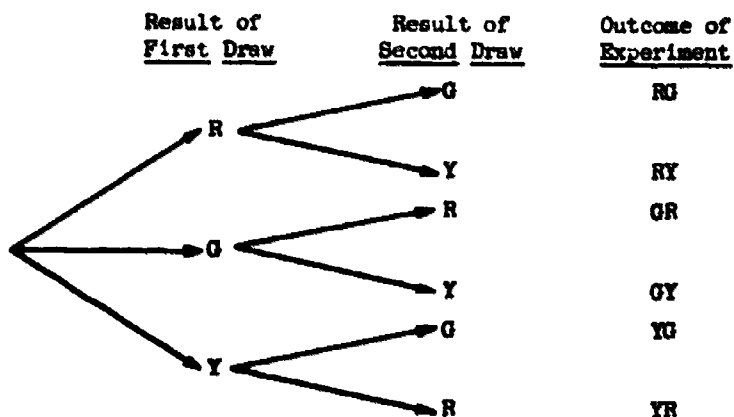 Result of First Draw
Result of Second Draw
Outcome of Experiment
G RG
R
Y RY
R GR
G
Y GY
G YG
Y
R YR